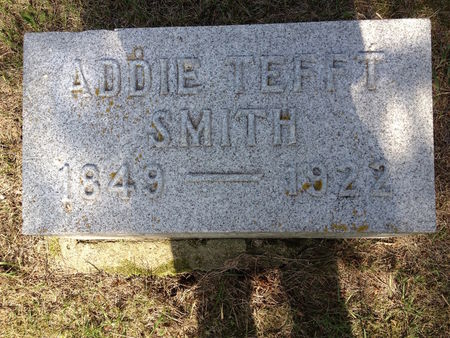 ADDIE TEFFT
SMITH
1849 — 1922